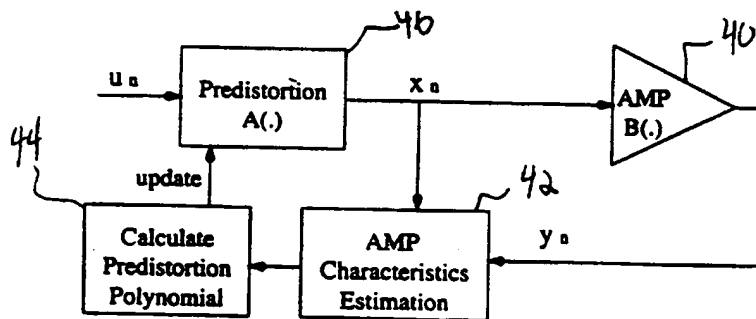 46
40
u n
Predistortion
A(.)
x n
AMP
B(.)
44
update
42
Calculate
Predistortion
Polynomial
AMP
Characteristics
Estimation
y n